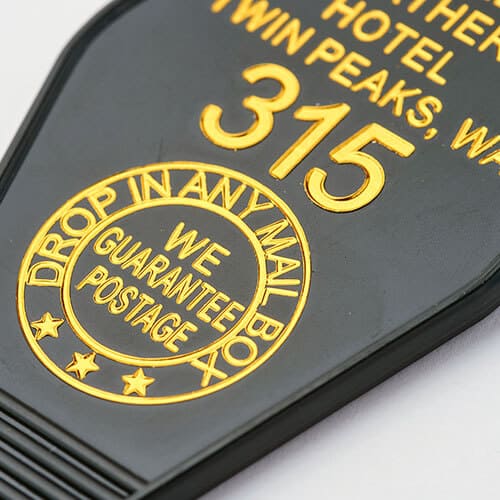 HOTEL
TWIN PEAKS, WA
315
DROP IN ANY MAIL BOX
WE
GUARANTEE
POSTAGE